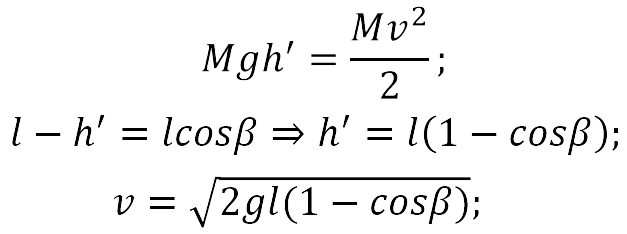 Mgh′ = Mv²/2;
l − h′ = lcosβ ⇒ h′ = l(1 − cosβ);
v = √(2gl(1 − cosβ));